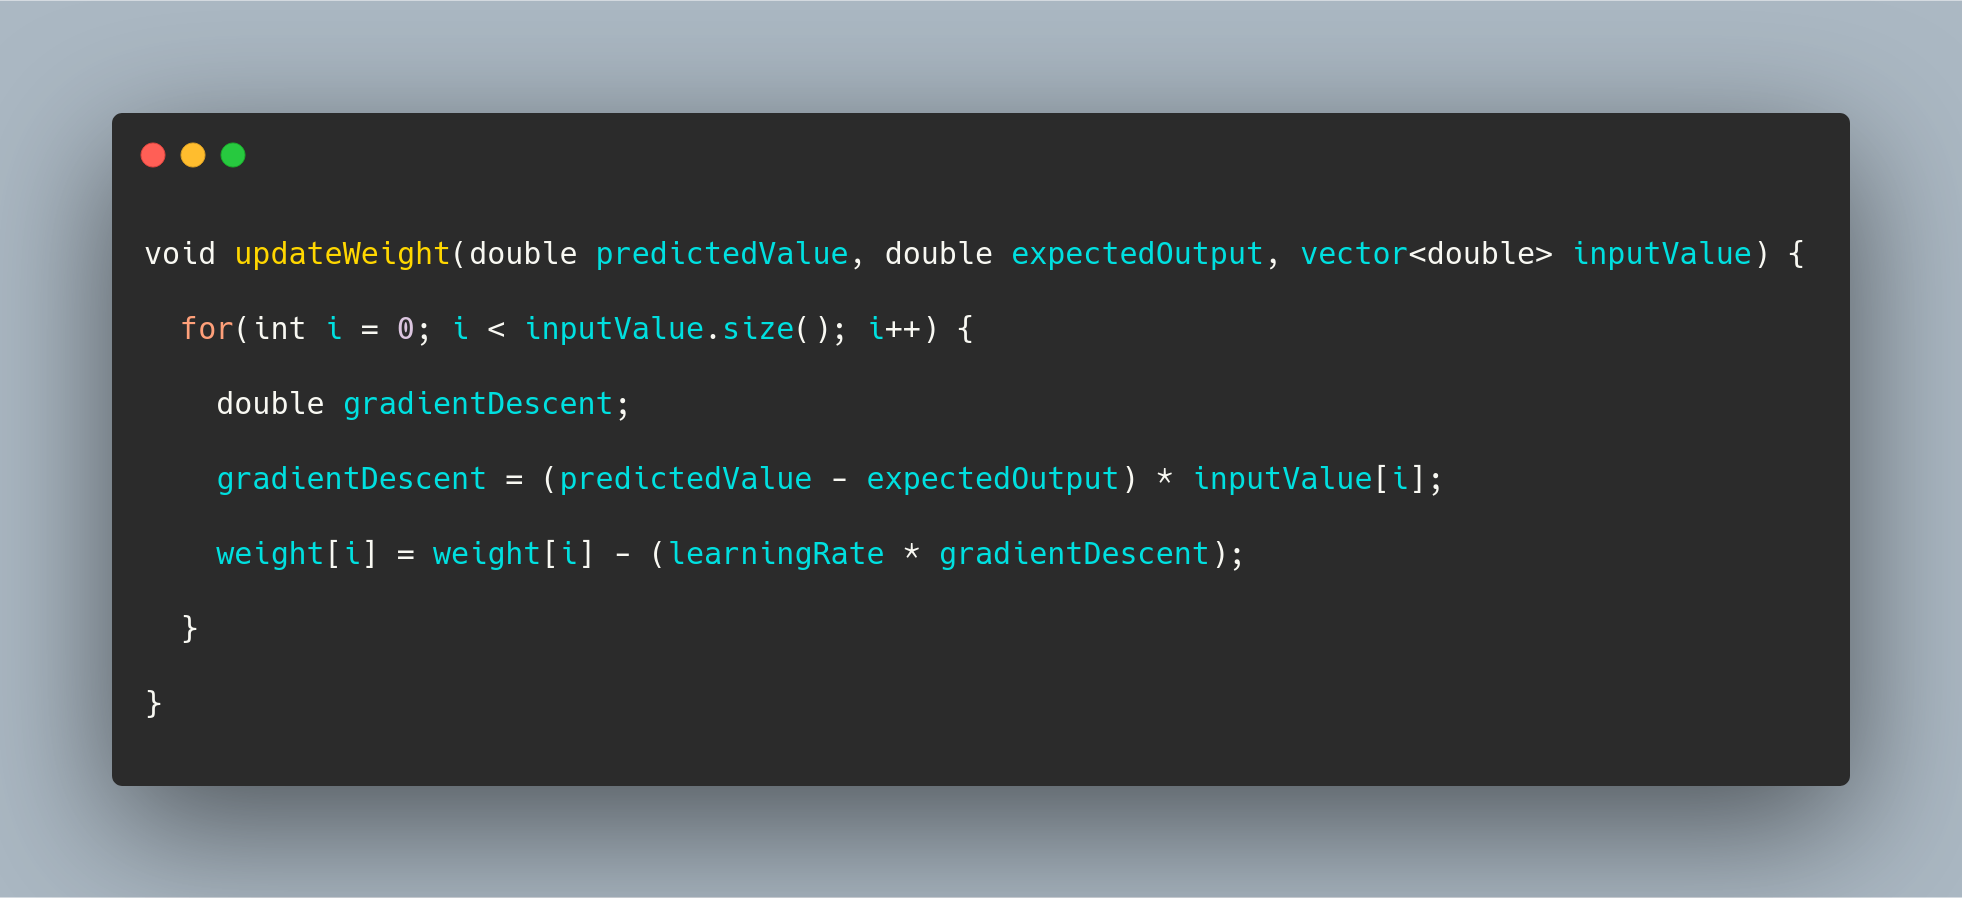 void updateWeight(double predictedValue, double expectedOutput, vector<double> inputValue) {
for(int i = 0; i < inputValue.size(); i++) {
double gradientDescent;
gradientDescent = (predictedValue - expectedOutput) * inputValue[i];
weight[i] = weight[i] - (learningRate * gradientDescent);
}
}